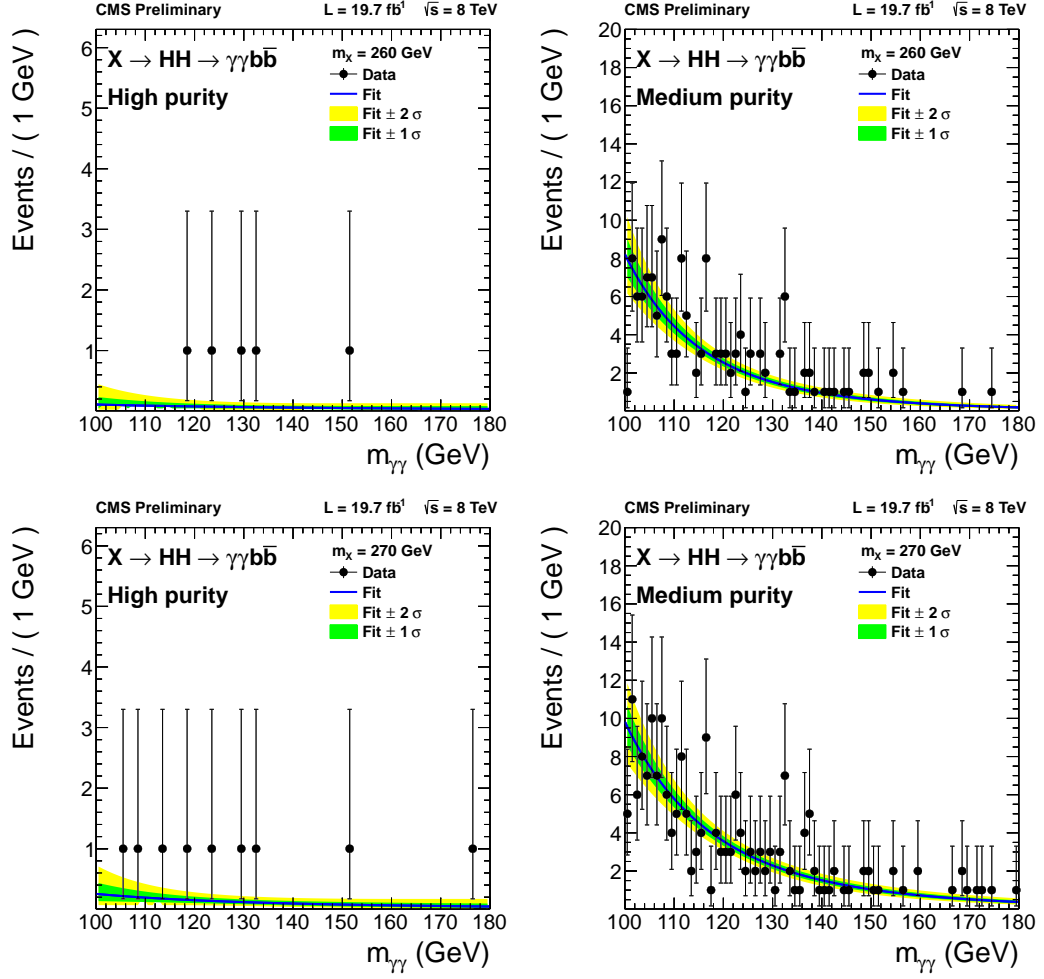 CMS Preliminary L = 19.7 fb⁻¹ √s = 8 TeV
X → HH → γγbb̅
High purity
m_X = 260 GeV
Data
Fit
Fit ± 2 σ
Fit ± 1 σ
Events / ( 1 GeV )
6
5
4
3
2
1
100 110 120 130 140 150 160 170 180
m_γγ (GeV)
CMS Preliminary L = 19.7 fb⁻¹ √s = 8 TeV
X → HH → γγbb̅
Medium purity
m_X = 260 GeV
Data
Fit
Fit ± 2 σ
Fit ± 1 σ
Events / ( 1 GeV )
20
18
16
14
12
10
8
6
4
2
100 110 120 130 140 150 160 170 180
m_γγ (GeV)
CMS Preliminary L = 19.7 fb⁻¹ √s = 8 TeV
X → HH → γγbb̅
High purity
m_X = 270 GeV
Data
Fit
Fit ± 2 σ
Fit ± 1 σ
Events / ( 1 GeV )
6
5
4
3
2
1
100 110 120 130 140 150 160 170 180
m_γγ (GeV)
CMS Preliminary L = 19.7 fb⁻¹ √s = 8 TeV
X → HH → γγbb̅
Medium purity
m_X = 270 GeV
Data
Fit
Fit ± 2 σ
Fit ± 1 σ
Events / ( 1 GeV )
20
18
16
14
12
10
8
6
4
2
100 110 120 130 140 150 160 170 180
m_γγ (GeV)